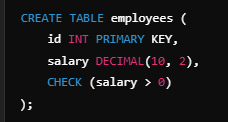 CREATE TABLE employees (
    id INT PRIMARY KEY,
    salary DECIMAL(10, 2),
    CHECK (salary > 0)
);